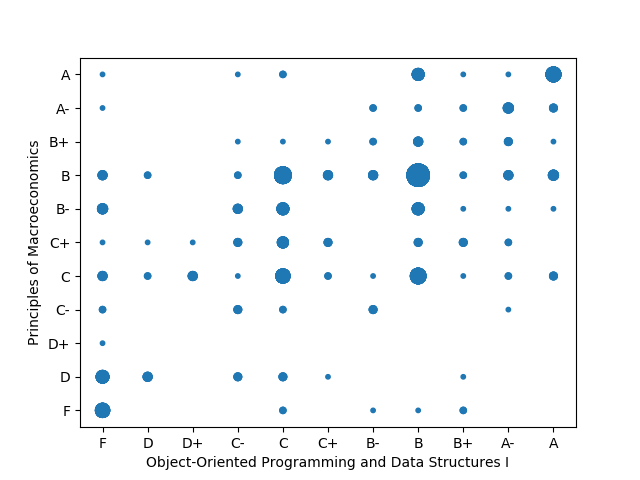 A
A-
B+
B
B-
C+
C
C-
D+
D
F
Principles of Macroeconomics
F D D+ C- C C+ B- B B+ A- A
Object-Oriented Programming and Data Structures I